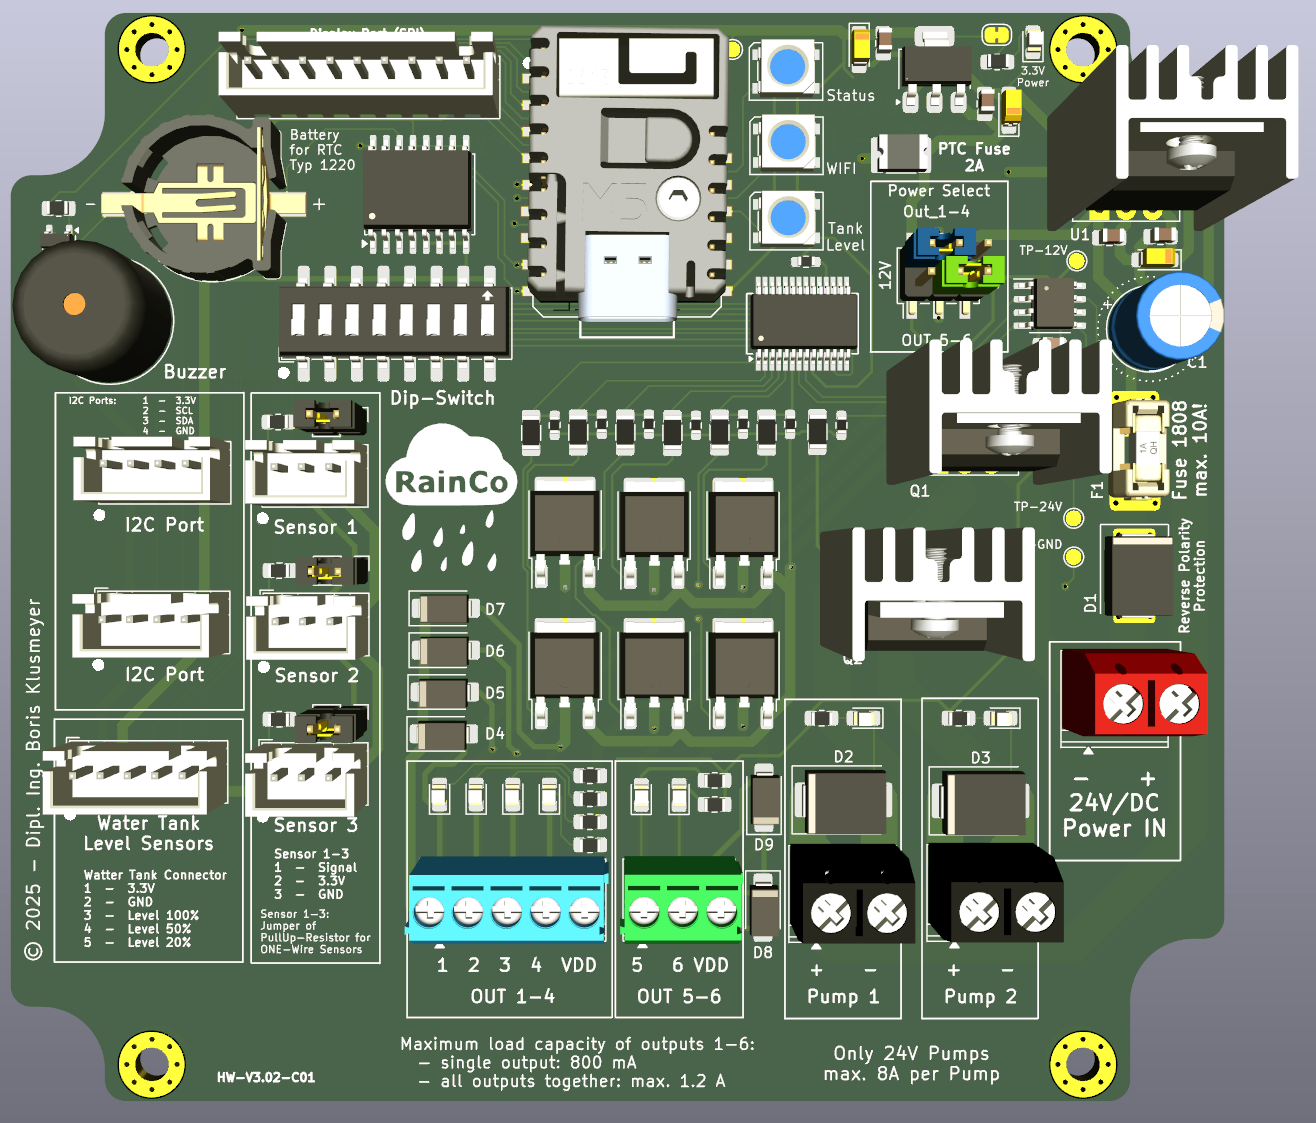 Display Port (SPI)
Battery
for RTC
Typ 1220
-
+
Status
WIFI
Tank
Level
3.3V
Power
PTC Fuse
2A
Power Select
Out_1-4
12V
OUT 5-6
U1
TP-12V
+
C1
Buzzer
Dip-Switch
M5
I2C Ports:
1 - 3.3V
2 - SCL
3 - SDA
4 - GND
I2C Port
I2C Port
Sensor 1
Sensor 2
Sensor 3
RainCo
Q1
Q2
F1
1A
QH
Fuse 1808
max. 10A!
TP-24V
GND
D1
Reverse Polarity
Protection
D7
D6
D5
D4
D2
D3
D9
D8
- +
24V/DC
Power IN
Water Tank
Level Sensors
Watter Tank Connector
1 - 3.3V
2 - GND
3 - Level 100%
4 - Level 50%
5 - Level 20%
Sensor 1-3
1 - Signal
2 - 3.3V
3 - GND
Sensor 1-3:
Jumper of
PullUp-Resistor for
ONE-Wire Sensors
© 2025 - Dipl. Ing. Boris Klusmeyer
1 2 3 4 VDD
OUT 1-4
5 6 VDD
OUT 5-6
+ -
Pump 1
+ -
Pump 2
Maximum load capacity of outputs 1-6:
- single output: 800 mA
- all outputs together: max. 1.2 A
Only 24V Pumps
max. 8A per Pump
HW-V3.02-C01